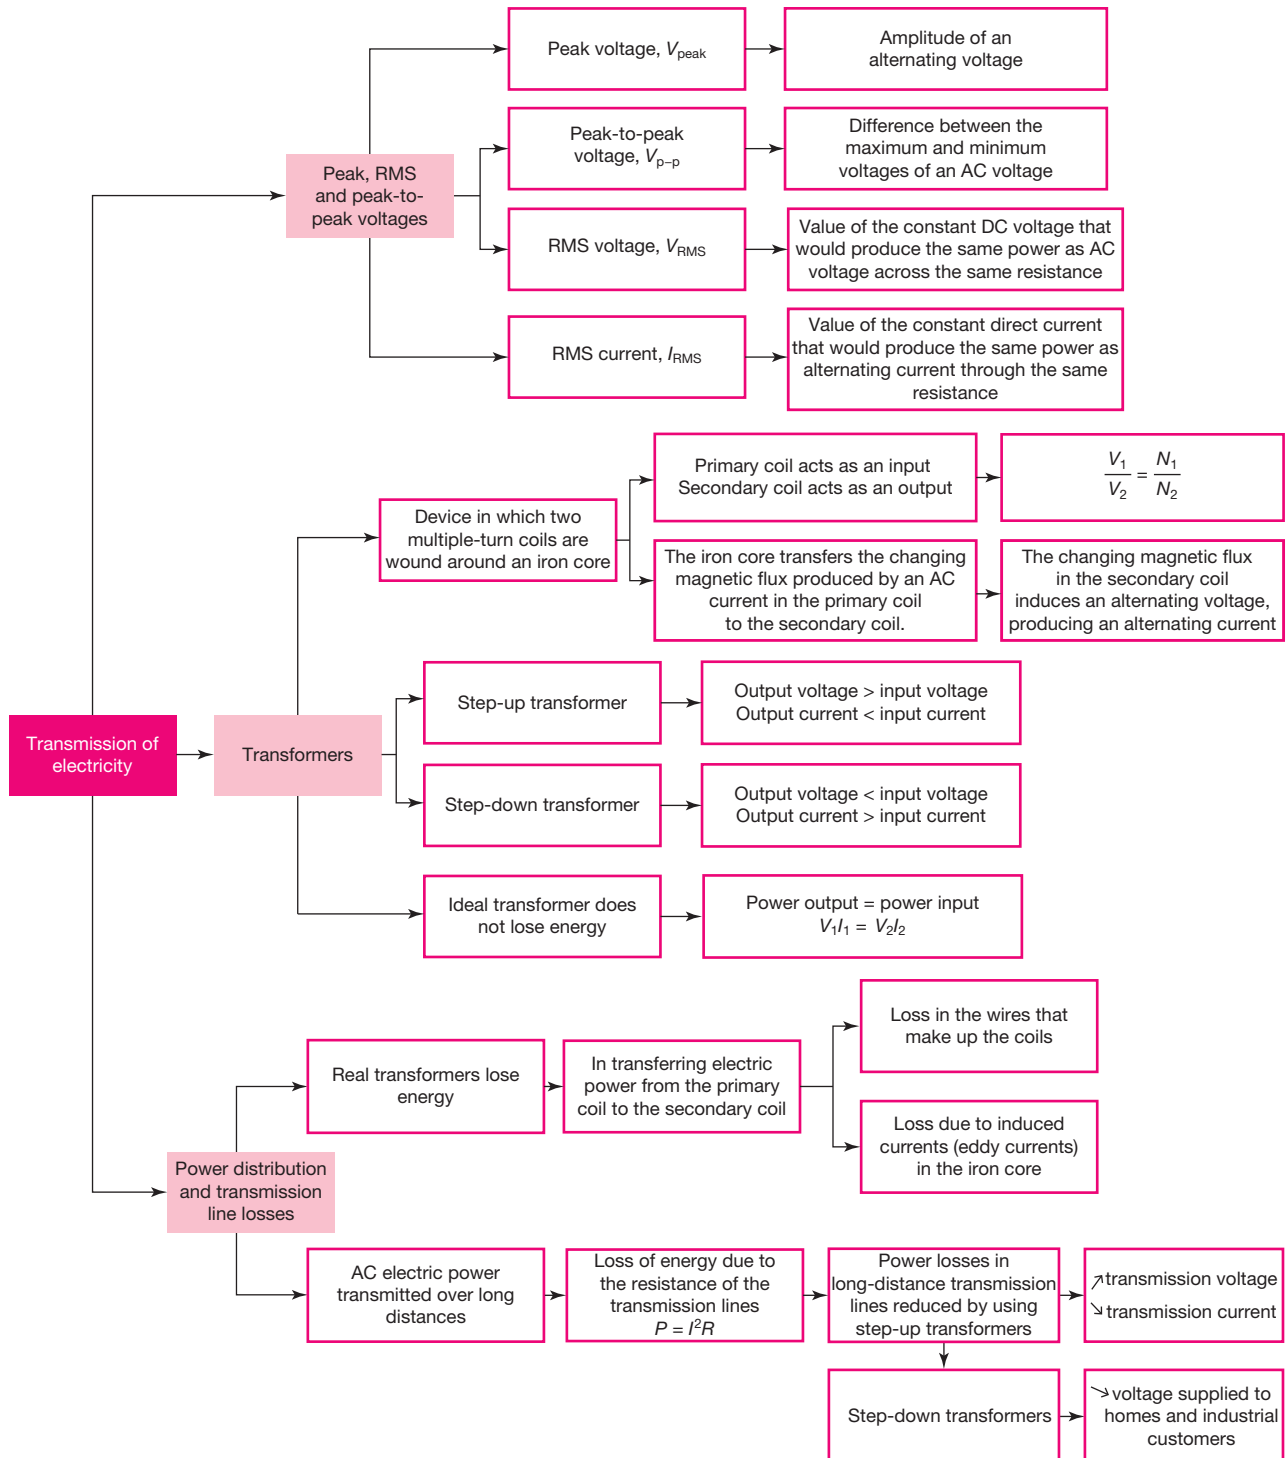 Peak voltage, V_peak
Amplitude of an
alternating voltage
Peak-to-peak
voltage, V_p–p
Difference between the
maximum and minimum
voltages of an AC voltage
Peak, RMS
and peak-to-
peak voltages
RMS voltage, V_RMS
Value of the constant DC voltage that
would produce the same power as AC
voltage across the same resistance
RMS current, I_RMS
Value of the constant direct current
that would produce the same power as
alternating current through the same
resistance
Device in which two
multiple-turn coils are
wound around an iron core
Primary coil acts as an input
Secondary coil acts as an output
V_1/V_2 = N_1/N_2
The iron core transfers the changing
magnetic flux produced by an AC
current in the primary coil
to the secondary coil.
The changing magnetic flux
in the secondary coil
induces an alternating voltage,
producing an alternating current
Transmission of
electricity
Transformers
Step-up transformer
Output voltage > input voltage
Output current < input current
Step-down transformer
Output voltage < input voltage
Output current > input current
Ideal transformer does
not lose energy
Power output = power input
V_1I_1 = V_2I_2
Power distribution
and transmission
line losses
Real transformers lose
energy
In transferring electric
power from the primary
coil to the secondary coil
Loss in the wires that
make up the coils
Loss due to induced
currents (eddy currents)
in the iron core
AC electric power
transmitted over long
distances
Loss of energy due to
the resistance of the
transmission lines
P = I²R
Power losses in
long-distance transmission
lines reduced by using
step-up transformers
↗transmission voltage
↘transmission current
Step-down transformers
↘voltage supplied to
homes and industrial
customers